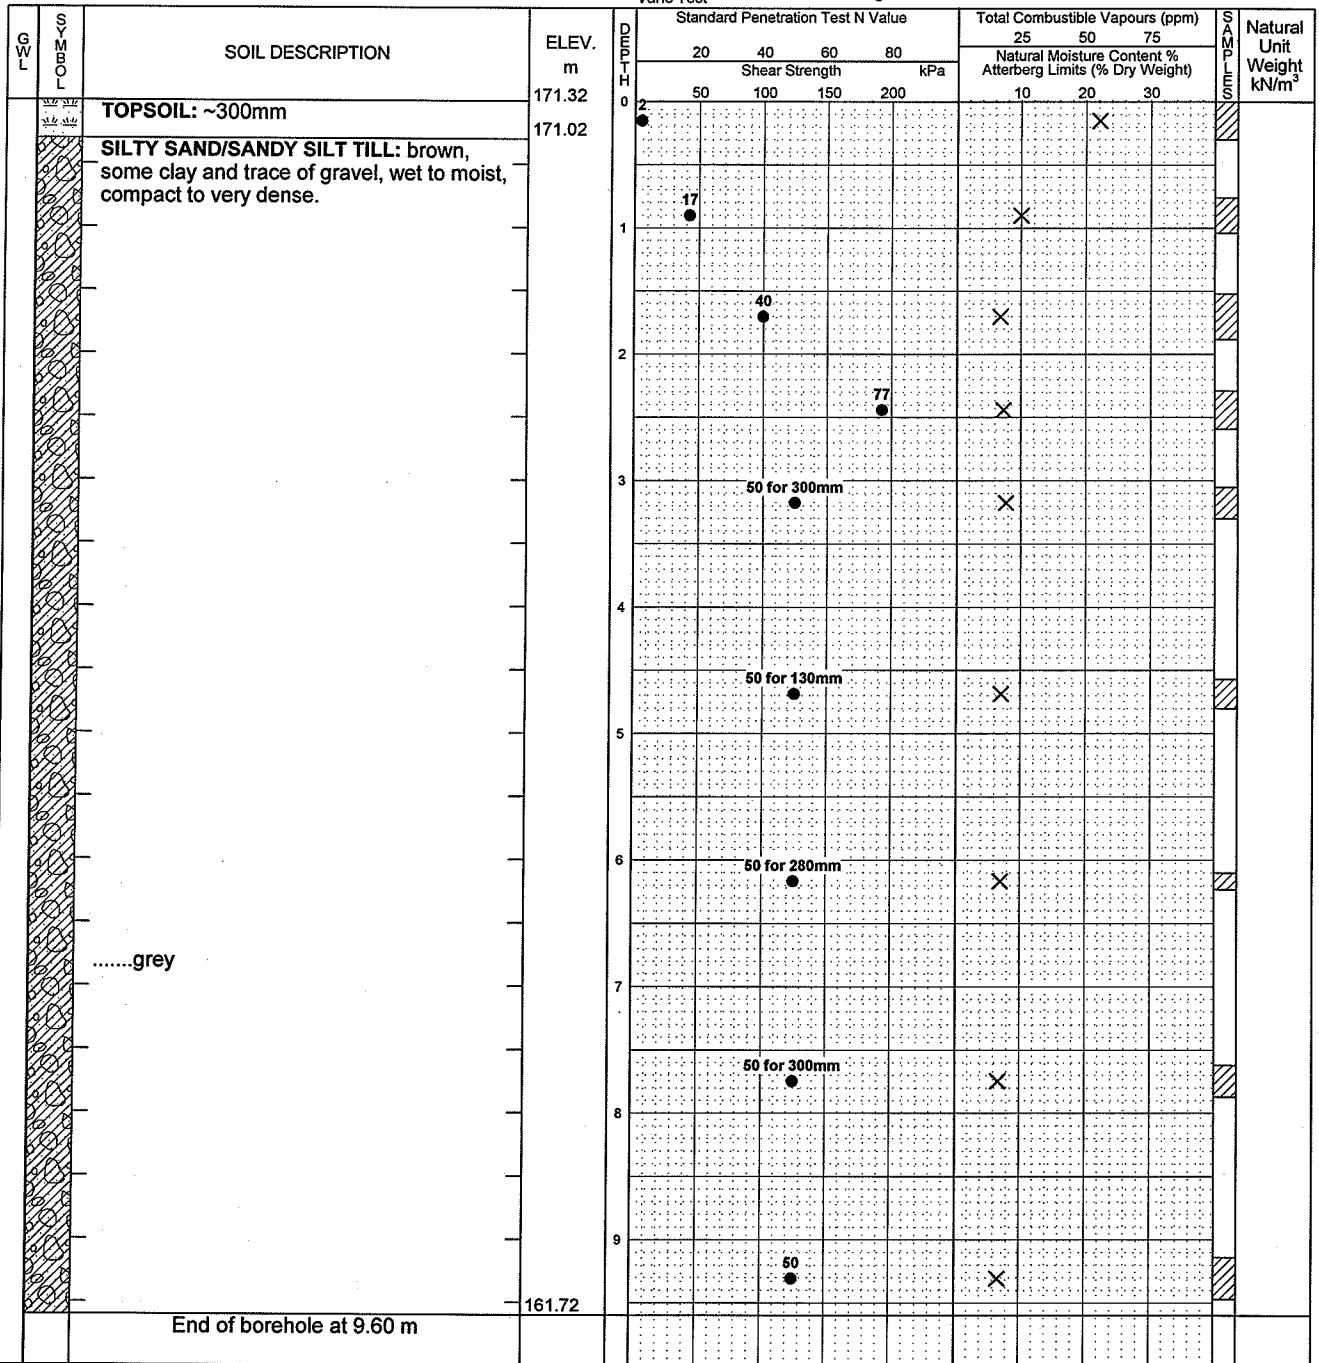 Vane Test
GWL
SYMBOL
SOIL DESCRIPTION
ELEV.
m
DEPTH
Standard Penetration Test N Value
20 40 60 80
Shear Strength kPa
50 100 150 200
Total Combustible Vapours (ppm)
25 50 75
Natural Moisture Content %
Atterberg Limits (% Dry Weight)
10 20 30
SAMPLES
Natural
Unit
Weight
kN/m³
171.32
0
2
TOPSOIL: ~300mm
171.02
SILTY SAND/SANDY SILT TILL: brown,
some clay and trace of gravel, wet to moist,
compact to very dense.
17
1
40
2
77
3
50 for 300mm
4
50 for 130mm
5
6
50 for 280mm
.......grey
7
50 for 300mm
8
9
50
161.72
End of borehole at 9.60 m